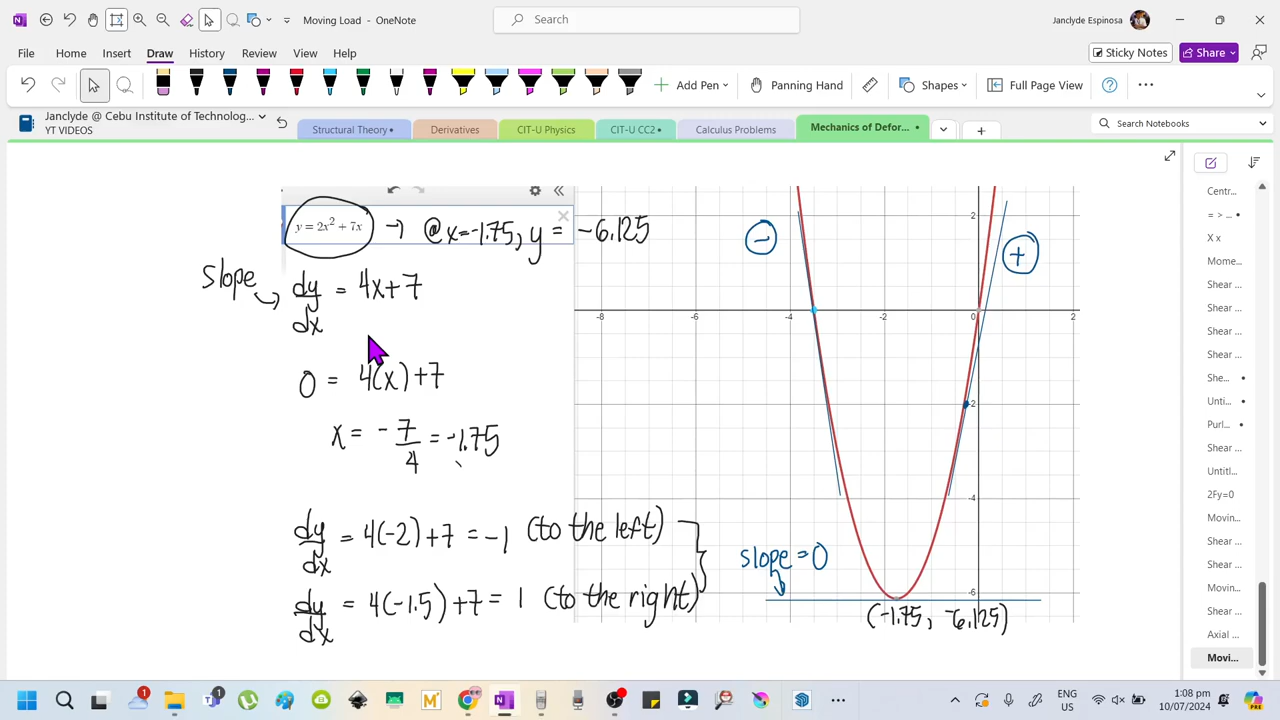 Moving Load - OneNote
Search
Janclyde Espinosa
File Home Insert Draw History Review View Help
Sticky Notes
Share
Add Pen
Panning Hand
Shapes
Full Page View
Janclyde @ Cebu Institute of Technolog...
YT VIDEOS
Structural Theory
Derivatives
CIT-U Physics
CIT-U CC2
Calculus Problems
Mechanics of Defor...
Search Notebooks
y = 2x² + 7x → @x=-1.75, y = -6.125
slope
dy/dx = 4x+7
0 = 4(x)+7
x = -7/4 = -1.75
dy/dx = 4(-2)+7 = -1 (to the left)
dy/dx = 4(-1.5)+7 = 1 (to the right)
-
+
2
-8 -6 -4 -2 0 2
-2
-4
-6
slope = 0
(-1.75, -6.125)
Centr...
= > ...
X x
Mome...
Shear ...
Shear ...
Shear ...
Shear ...
She...
Unti...
Purl...
Shear ...
Untitl...
2Fy=0
Movin...
Shear ...
Shear ...
Movin...
Shear ...
Axial ...
Movi...
1
1
ENG
US
1:08 pm
10/07/2024